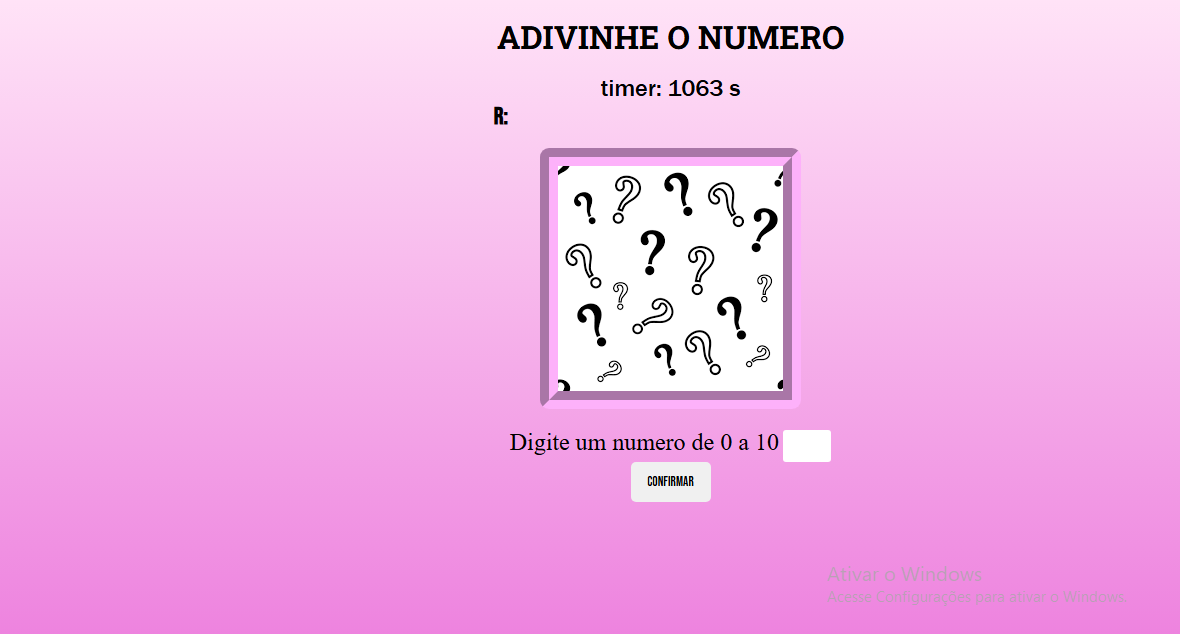 ADIVINHE O NUMERO
timer: 1063 s
R:
Digite um numero de 0 a 10
CONFIRMAR
Ativar o Windows
Acesse Configurações para ativar o Windows.